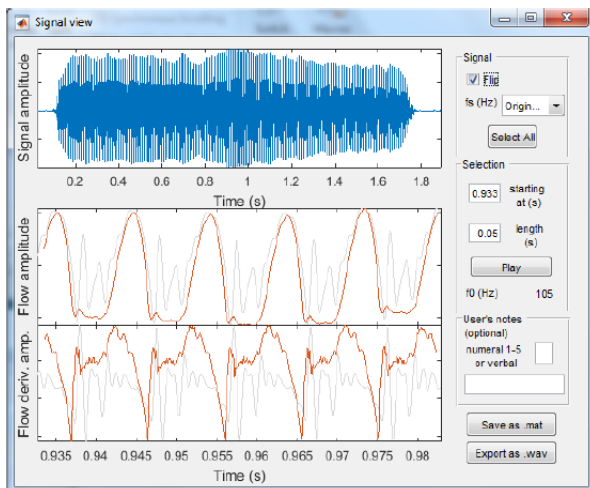 Signal view
Signal amplitude
0.2 0.4 0.6 0.8 1 1.2 1.4 1.6 1.8
Time (s)
Flow amplitude
Flow deriv. amp.
0.935 0.94 0.945 0.95 0.955 0.96 0.965 0.97 0.975 0.98
Time (s)
Signal
Flip
fs (Hz) Origin...
Select All
Selection
0.933 starting
at (s)
0.05 length
(s)
Play
f0 (Hz) 105
User's notes
(optional)
numeral 1-5
or verbal
Save as .mat
Export as .wav